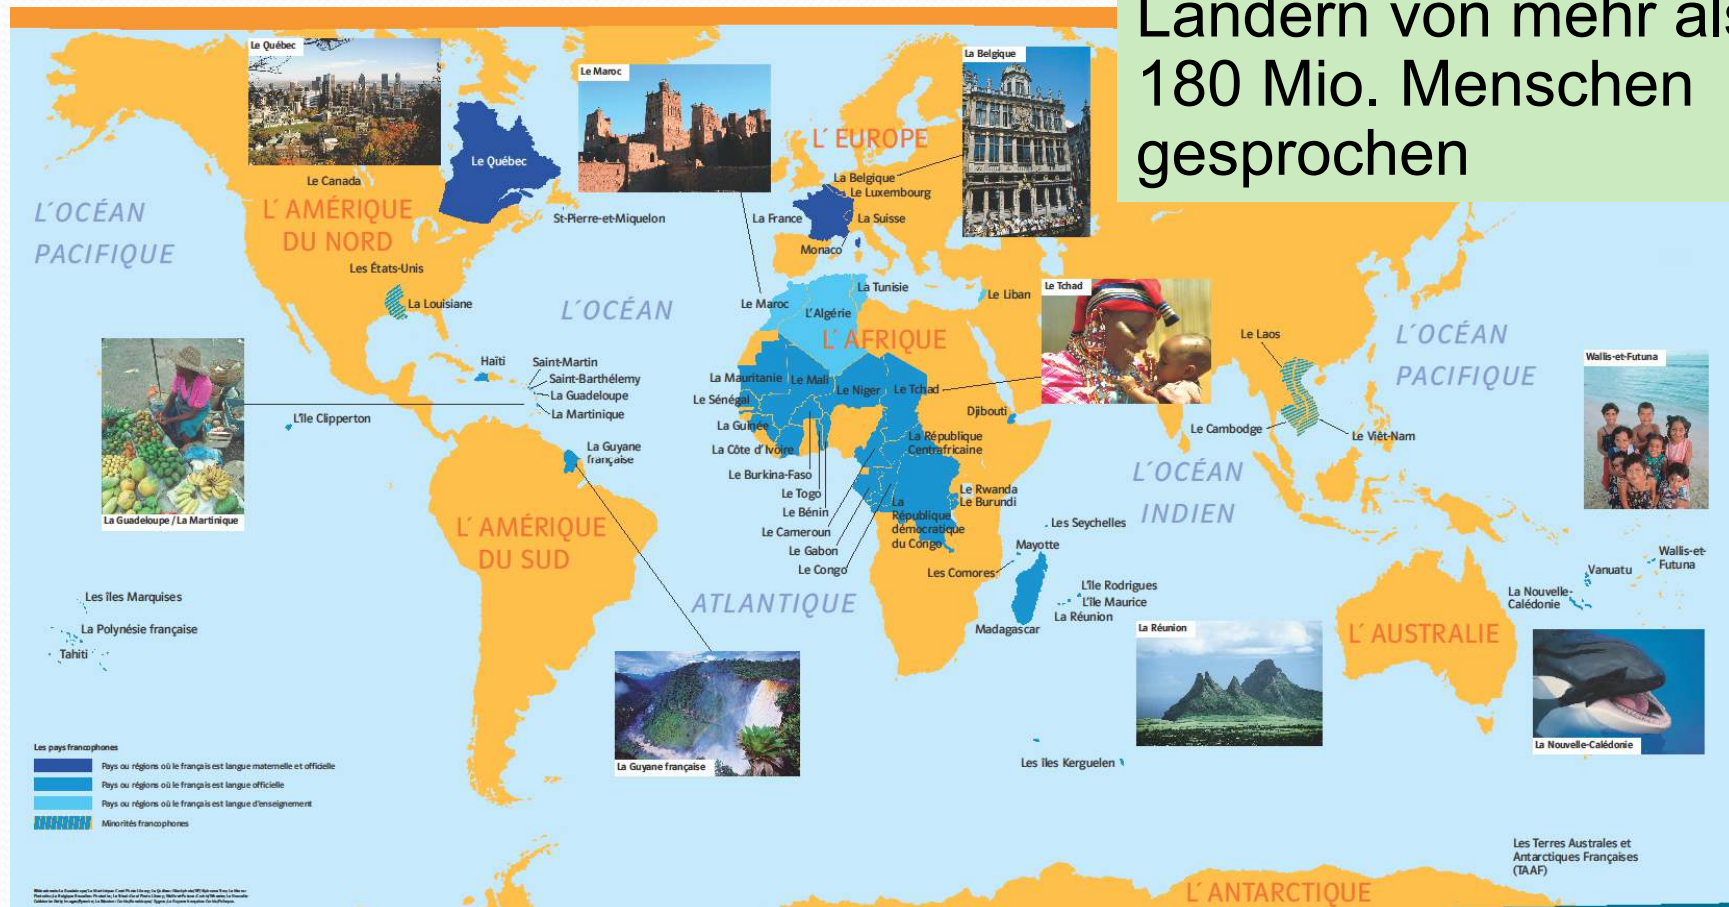 Ländern von mehr als
180 Mio. Menschen
gesprochen
Le Québec
Le Maroc
La Belgique
Le Québec
Le Canada
L'OCÉAN
PACIFIQUE
L'AMÉRIQUE
DU NORD
St-Pierre-et-Miquelon
Les États-Unis
La Louisiane
L'OCÉAN
L'EUROPE
La Belgique
Le Luxembourg
La France
La Suisse
Monaco
Le Maroc
La Tunisie
L'Algérie
Le Liban
Le Tchad
L'AFRIQUE
Le Laos
L'OCÉAN
PACIFIQUE
Wallis-et-Futuna
Haïti
Saint-Martin
Saint-Barthélemy
La Guadeloupe
La Martinique
L'île Clipperton
La Guyane
française
La Mauritanie
Le Mali
Le Niger
Le Tchad
Le Sénégal
Djibouti
La Guinée
La Côte d'Ivoire
La République
Centrafricaine
Le Burkina-Faso
Le Togo
Le Bénin
Le Cameroun
Le Gabon
Le Congo
La
République
démocratique
du Congo
Le Rwanda
Le Burundi
Le Cambodge
Le Viêt-Nam
L'OCÉAN
INDIEN
La Guadeloupe / La Martinique
L'AMÉRIQUE
DU SUD
ATLANTIQUE
Les Seychelles
Mayotte
Les Comores
L'île Rodrigues
L'île Maurice
La Réunion
Madagascar
Wallis-et-
Futuna
Vanuatu
La Nouvelle-
Calédonie
Les îles Marquises
La Polynésie française
Tahiti
La Réunion
L'AUSTRALIE
La Nouvelle-Calédonie
La Guyane française
Les îles Kerguelen
Les pays francophones
Pays ou régions où le français est langue maternelle et officielle
Pays ou régions où le français est langue officielle
Pays ou régions où le français est langue d'enseignement
Minorités francophones
Les Terres Australes et
Antarctiques Françaises
(TAAF)
L'ANTARCTIQUE